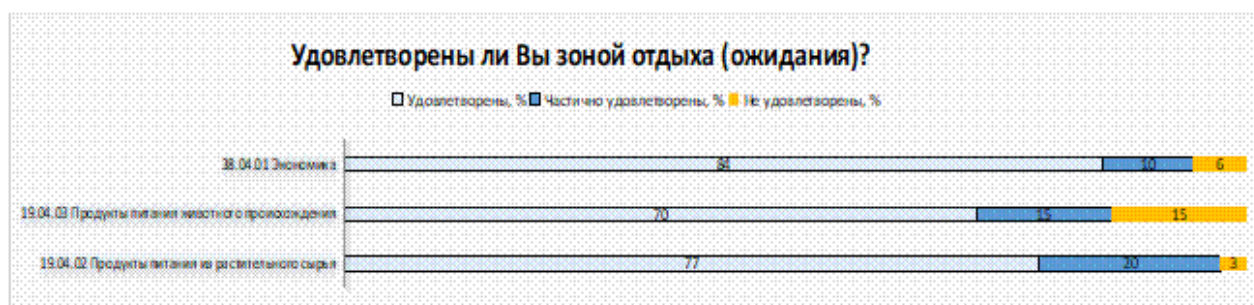 Удовлетворены ли Вы зоной отдыха (ожидания)?
Удовлетворены, % Частично удовлетворены, % Не удовлетворены, %
38.04.01 Экономика 84 10 6
19.04.03 Продукты питания животного происхождения 70 15 15
19.04.02 Продукты питания из растительного сырья 77 20 3